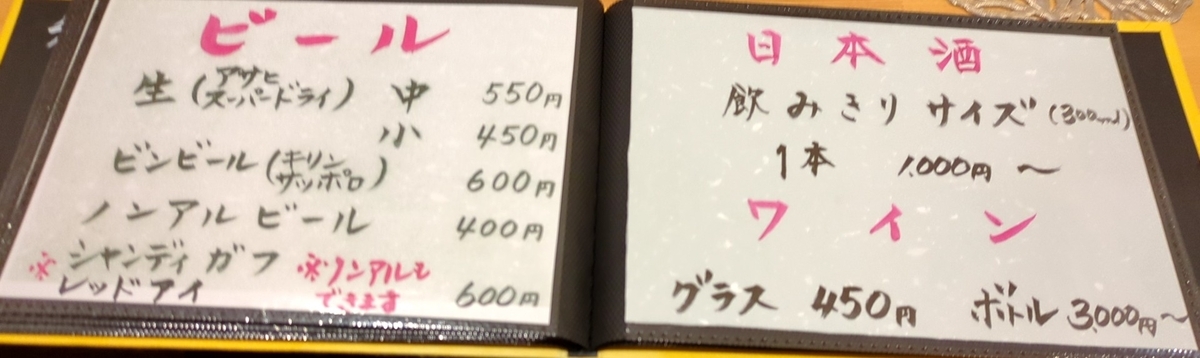 ビール
生(アサヒスーパードライ) 中 550円
小 450円
ビンビール(キリンサッポロ) 600円
ノンアルビール 400円
※シャンディガフ ※ノンアルも
レッドアイ できます 600円
日本酒
飲みきりサイズ(300ml)
1本 1,000円〜
ワイン
グラス 450円 ボトル 3,000円〜